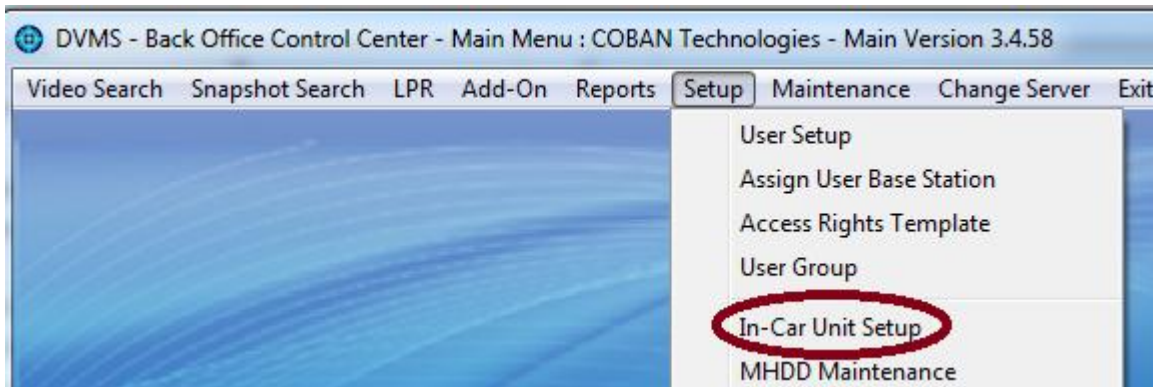 DVMS - Back Office Control Center - Main Menu : COBAN Technologies - Main Version 3.4.58
Video Search Snapshot Search LPR Add-On Reports Setup Maintenance Change Server Exit
User Setup
Assign User Base Station
Access Rights Template
User Group
In-Car Unit Setup
MHDD Maintenance